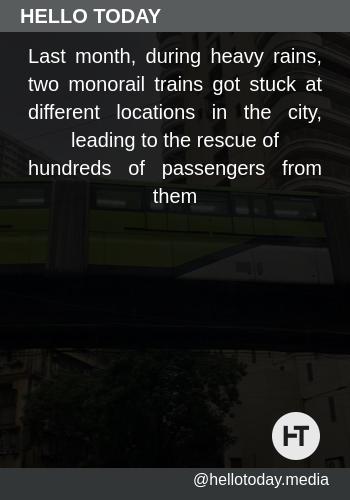 HELLO TODAY
Last month, during heavy rains,
two monorail trains got stuck at
different locations in the city,
leading to the rescue of
hundreds of passengers from
them
HT
@hellotoday.media